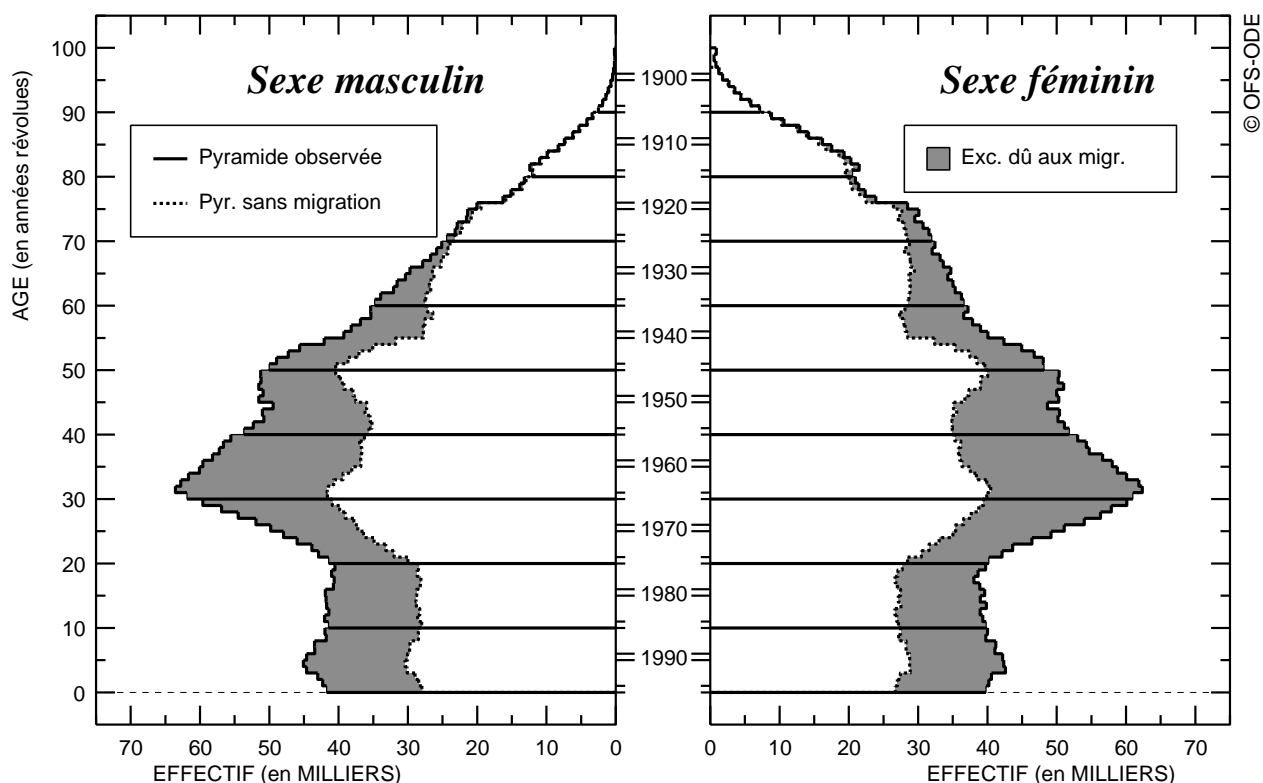 © OFS-ODE
Sexe masculin
Sexe féminin
Pyramide observée
Pyr. sans migration
Exc. dû aux migr.
AGE (en années révolues)
100
90
80
70
60
50
40
30
20
10
0
1900
1910
1920
1930
1940
1950
1960
1970
1980
1990
70 60 50 40 30 20 10 0
0 10 20 30 40 50 60 70
EFFECTIF (en MILLIERS)
EFFECTIF (en MILLIERS)